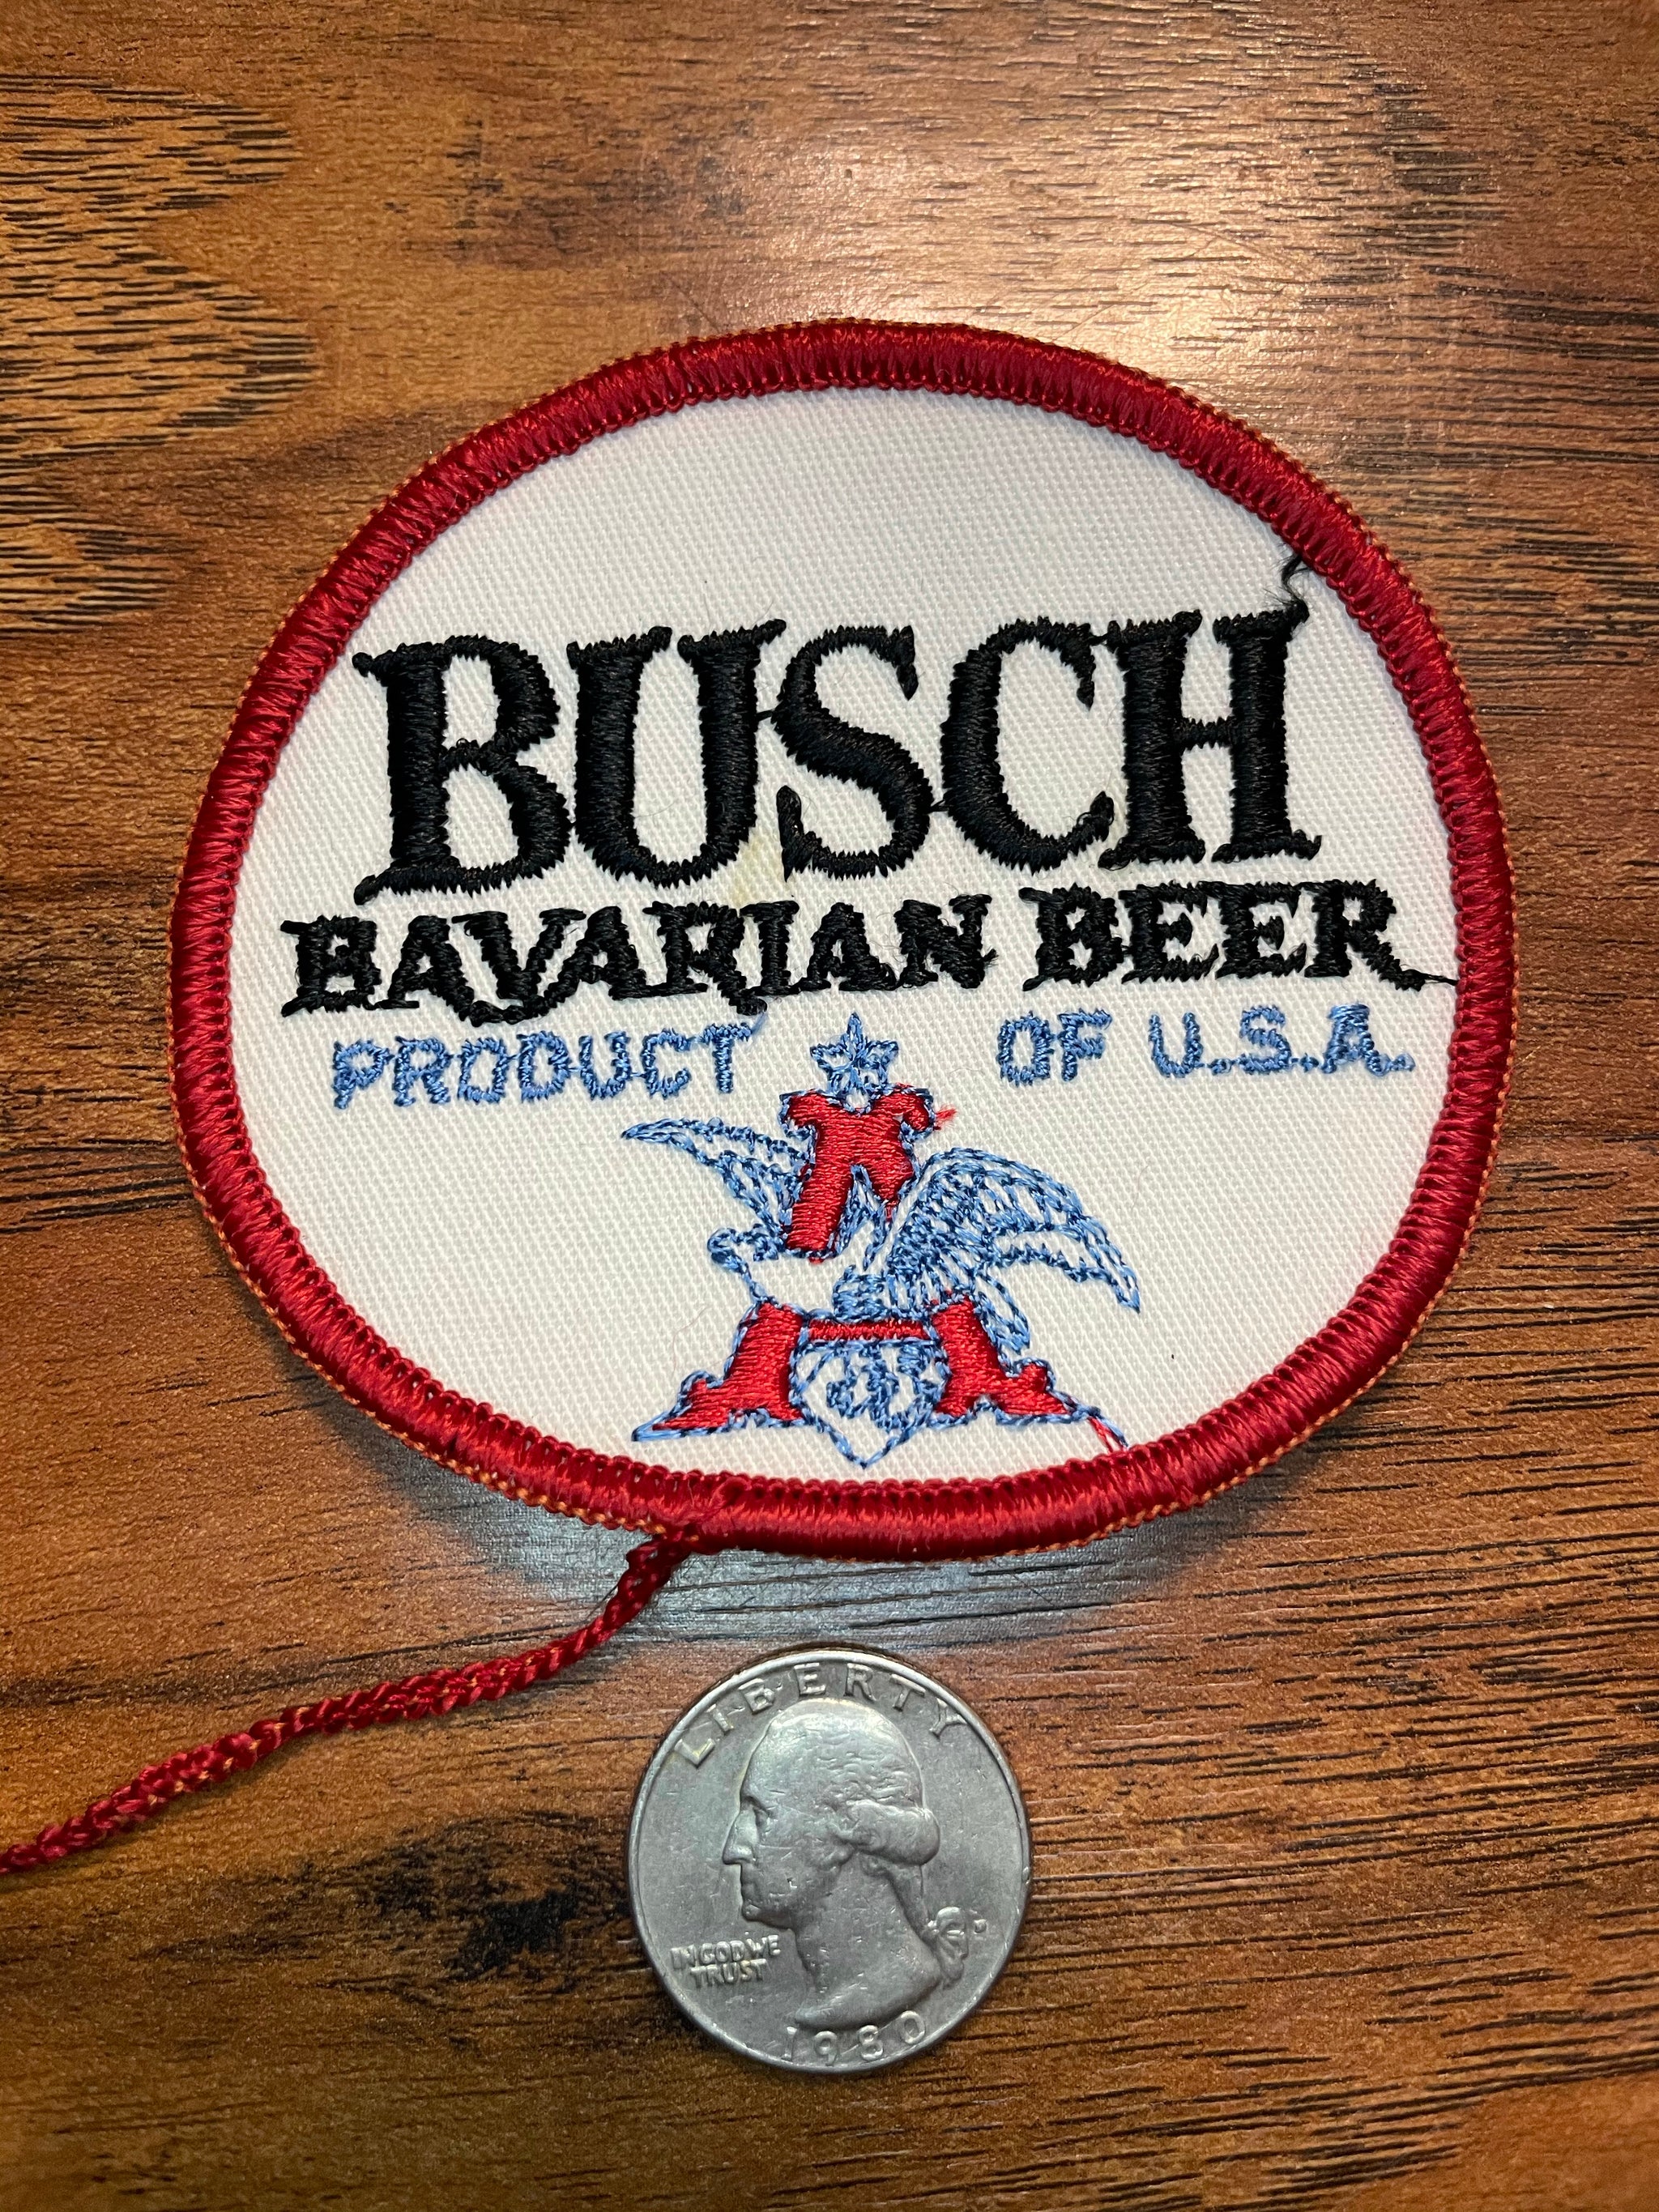 BUSCH
BAVARIAN BEER
PRODUCT OF U.S.A.
LIBERTY
IN GOD WE
TRUST
D
1980